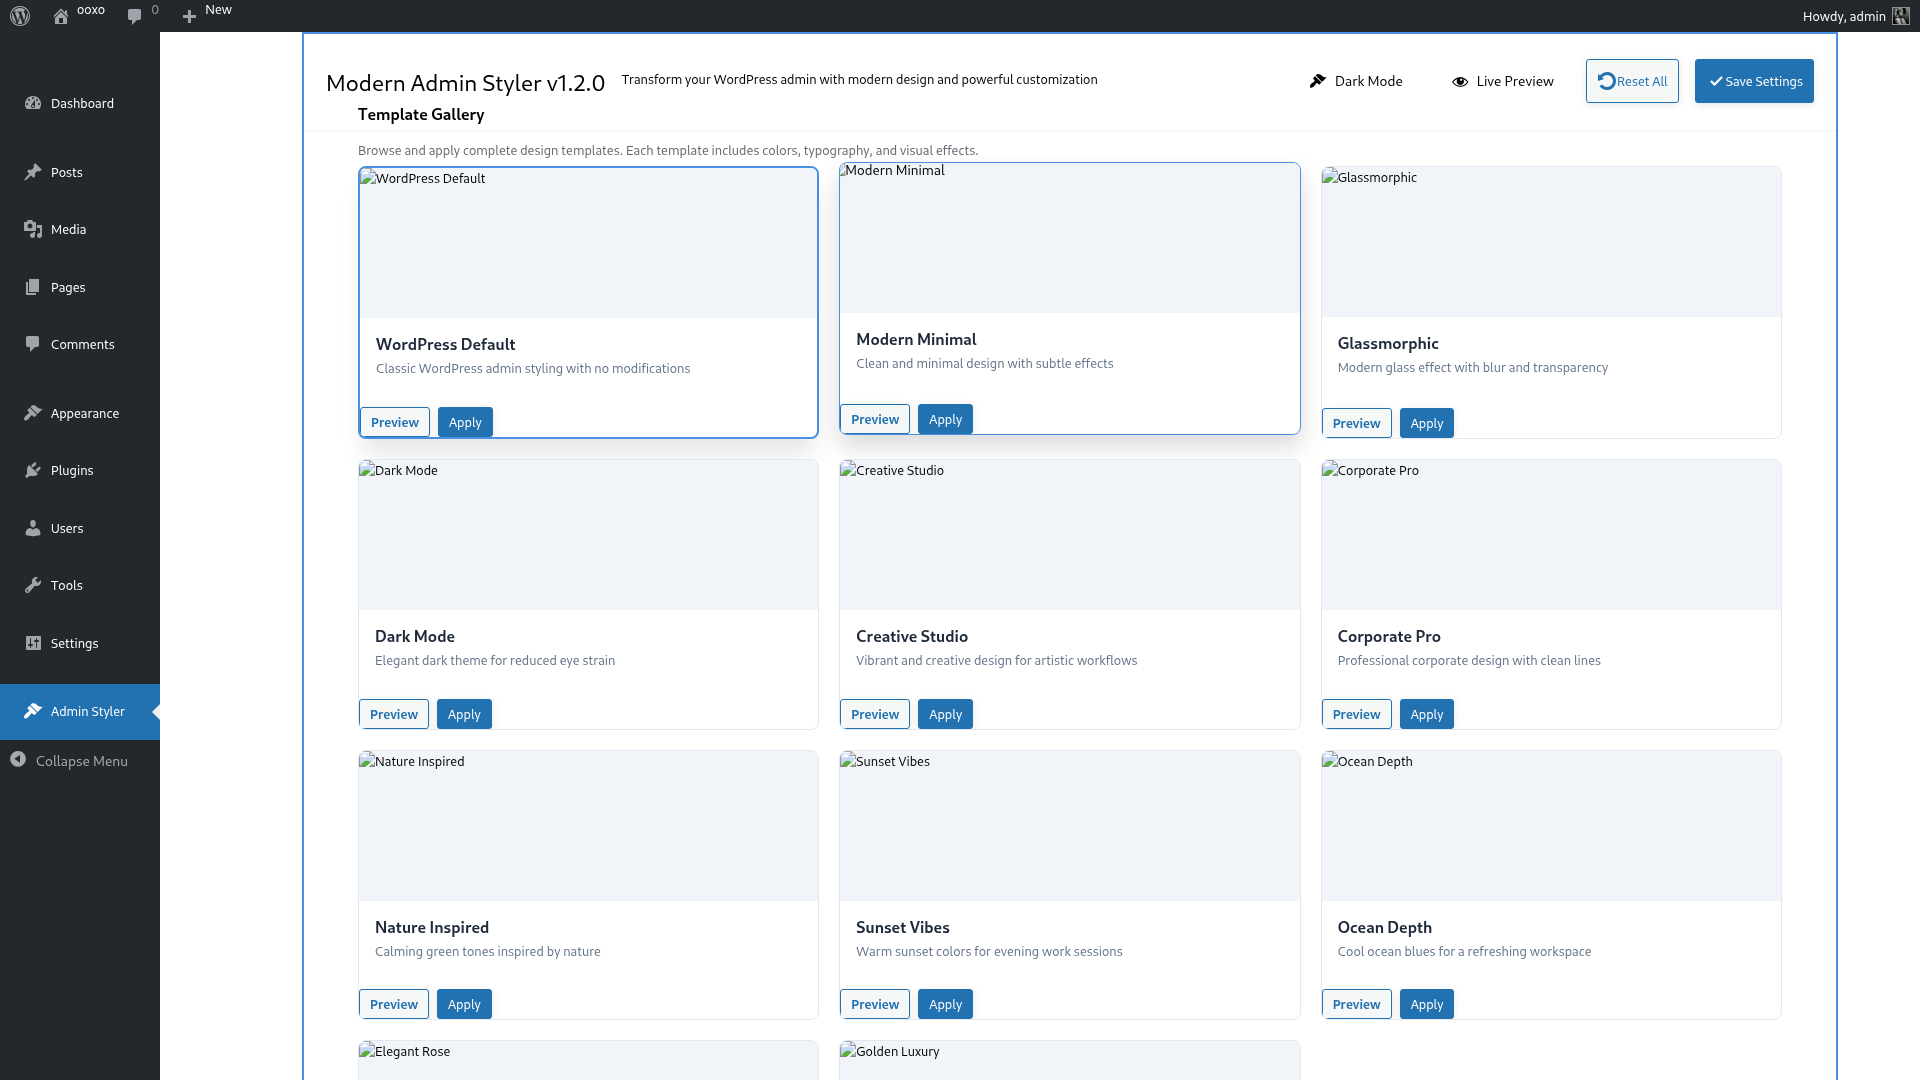 ooxo
0
New
Howdy, admin
Dashboard
Posts
Media
Pages
Comments
Appearance
Plugins
Users
Tools
Settings
Admin Styler
Collapse Menu
Modern Admin Styler v1.2.0
Transform your WordPress admin with modern design and powerful customization
Dark Mode
Live Preview
Reset All
Save Settings
Template Gallery
Browse and apply complete design templates. Each template includes colors, typography, and visual effects.
WordPress Default
WordPress Default
Classic WordPress admin styling with no modifications
Preview
Apply
Modern Minimal
Modern Minimal
Clean and minimal design with subtle effects
Preview
Apply
Glassmorphic
Glassmorphic
Modern glass effect with blur and transparency
Preview
Apply
Dark Mode
Dark Mode
Elegant dark theme for reduced eye strain
Preview
Apply
Creative Studio
Creative Studio
Vibrant and creative design for artistic workflows
Preview
Apply
Corporate Pro
Corporate Pro
Professional corporate design with clean lines
Preview
Apply
Nature Inspired
Nature Inspired
Calming green tones inspired by nature
Preview
Apply
Sunset Vibes
Sunset Vibes
Warm sunset colors for evening work sessions
Preview
Apply
Ocean Depth
Ocean Depth
Cool ocean blues for a refreshing workspace
Preview
Apply
Elegant Rose
Golden Luxury